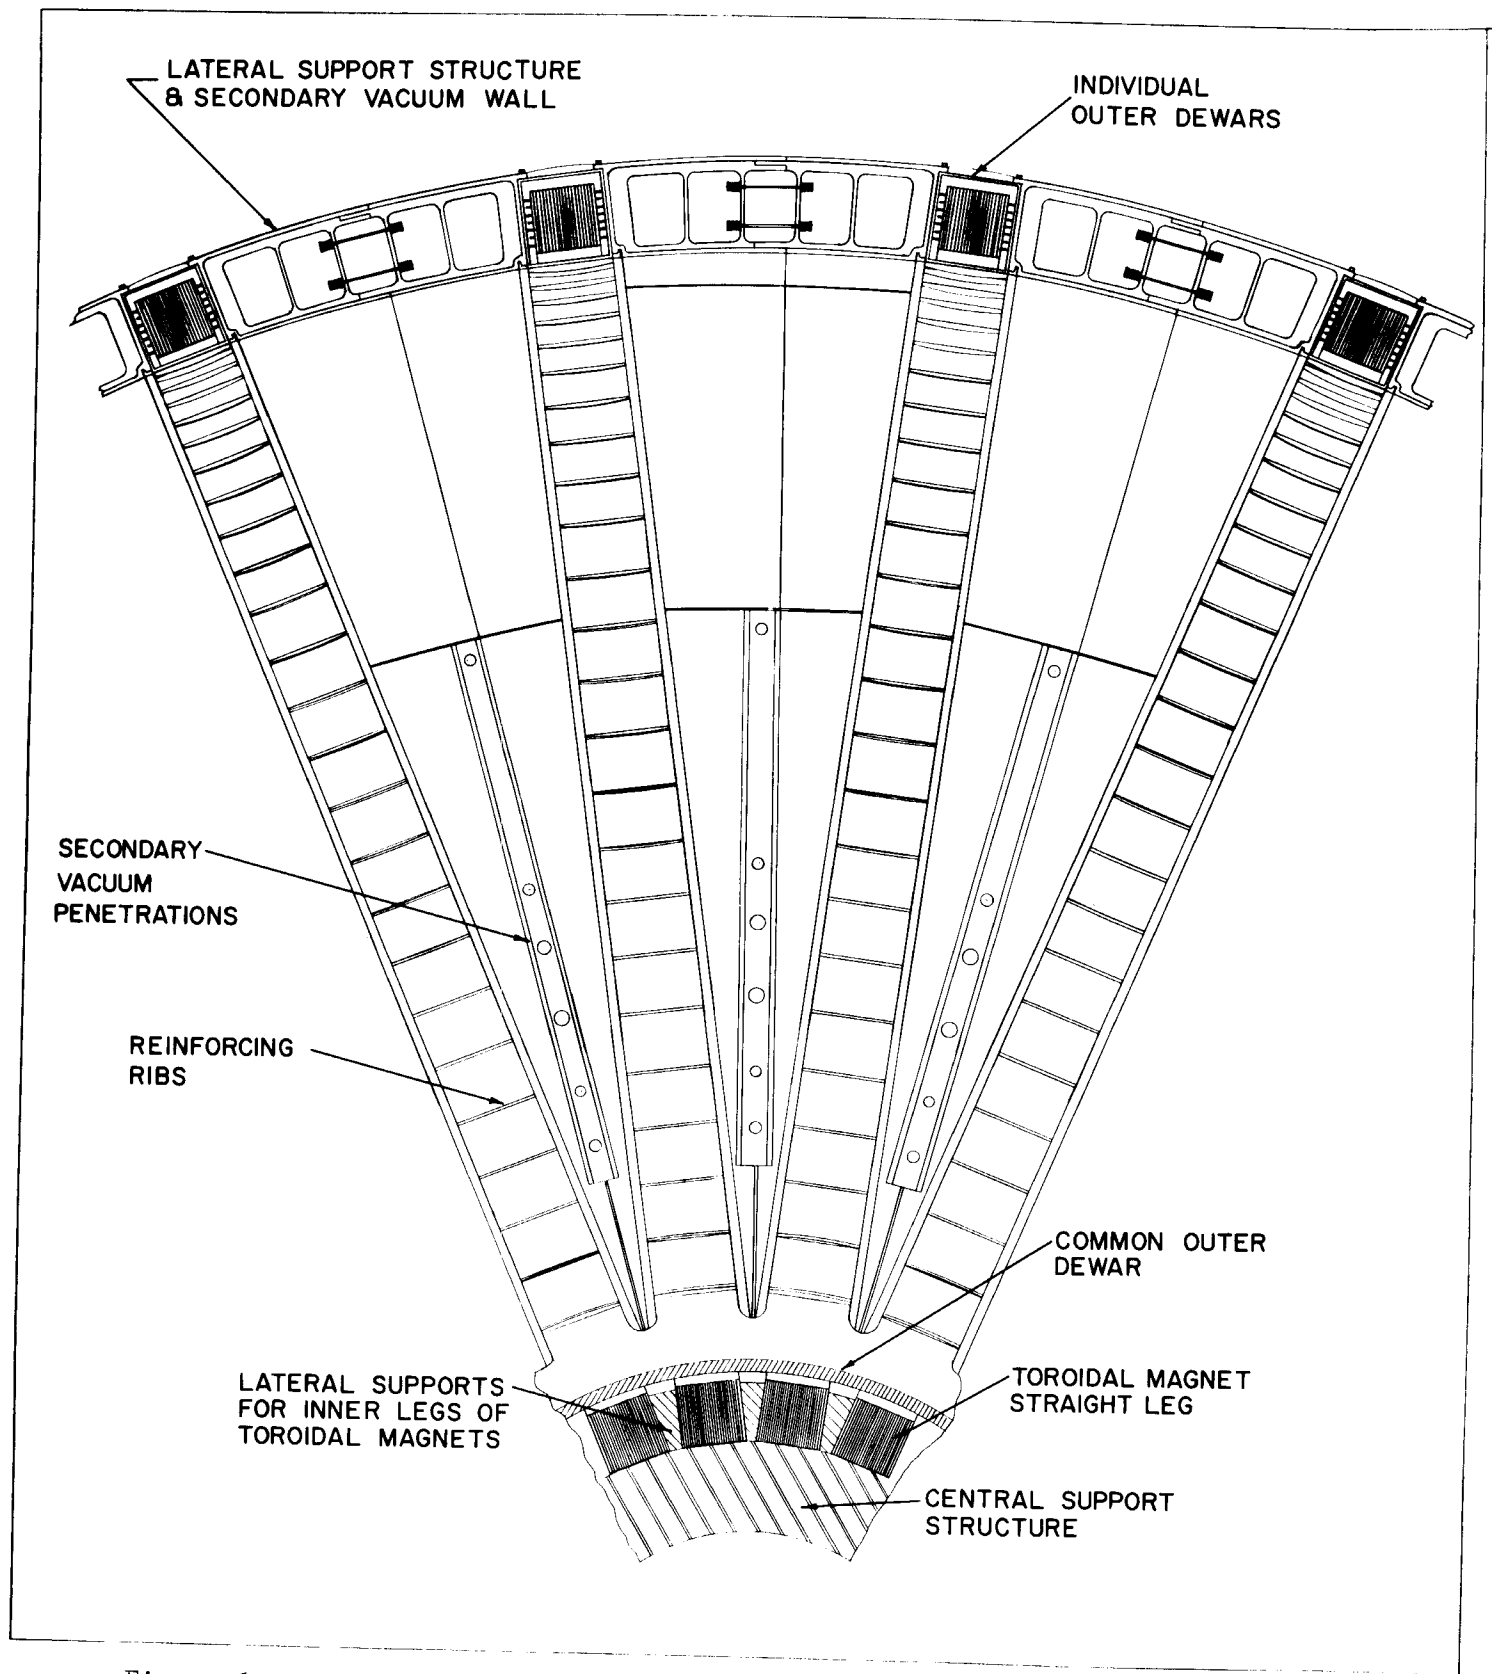 LATERAL SUPPORT STRUCTURE
& SECONDARY VACUUM WALL
INDIVIDUAL
OUTER DEWARS
SECONDARY
VACUUM
PENETRATIONS
REINFORCING
RIBS
COMMON OUTER
DEWAR
LATERAL SUPPORTS
FOR INNER LEGS OF
TOROIDAL MAGNETS
TOROIDAL MAGNET
STRAIGHT LEG
CENTRAL SUPPORT
STRUCTURE